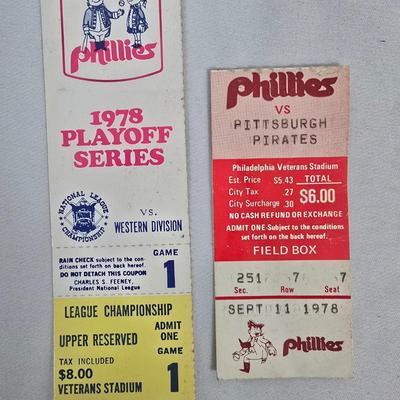 phillies
1978
PLAYOFF
SERIES
NATIONAL LEAGUE
CHAMPIONSHIP
VS.
WESTERN DIVISION
RAIN CHECK subject to the con-
ditions set forth on back hereof.
DO NOT DETACH THIS COUPON
CHARLES S. FEENEY,
President National League
GAME
1
LEAGUE CHAMPIONSHIP
UPPER RESERVED
TAX INCLUDED
$8.00
VETERANS STADIUM
ADMIT
ONE
GAME
1
phillies
VS
PITTSBURGH
PIRATES
Philadelphia Veterans Stadium
Est. Price $5.43 TOTAL
City Tax .27 $6.00
City Surcharge .30
NO CASH REFUND OR EXCHANGE
ADMIT ONE-Subject to the conditions
set forth on back hereof.
FIELD BOX
251 7 7
Sec. Row Seat
SEPT 11 1978
phillies